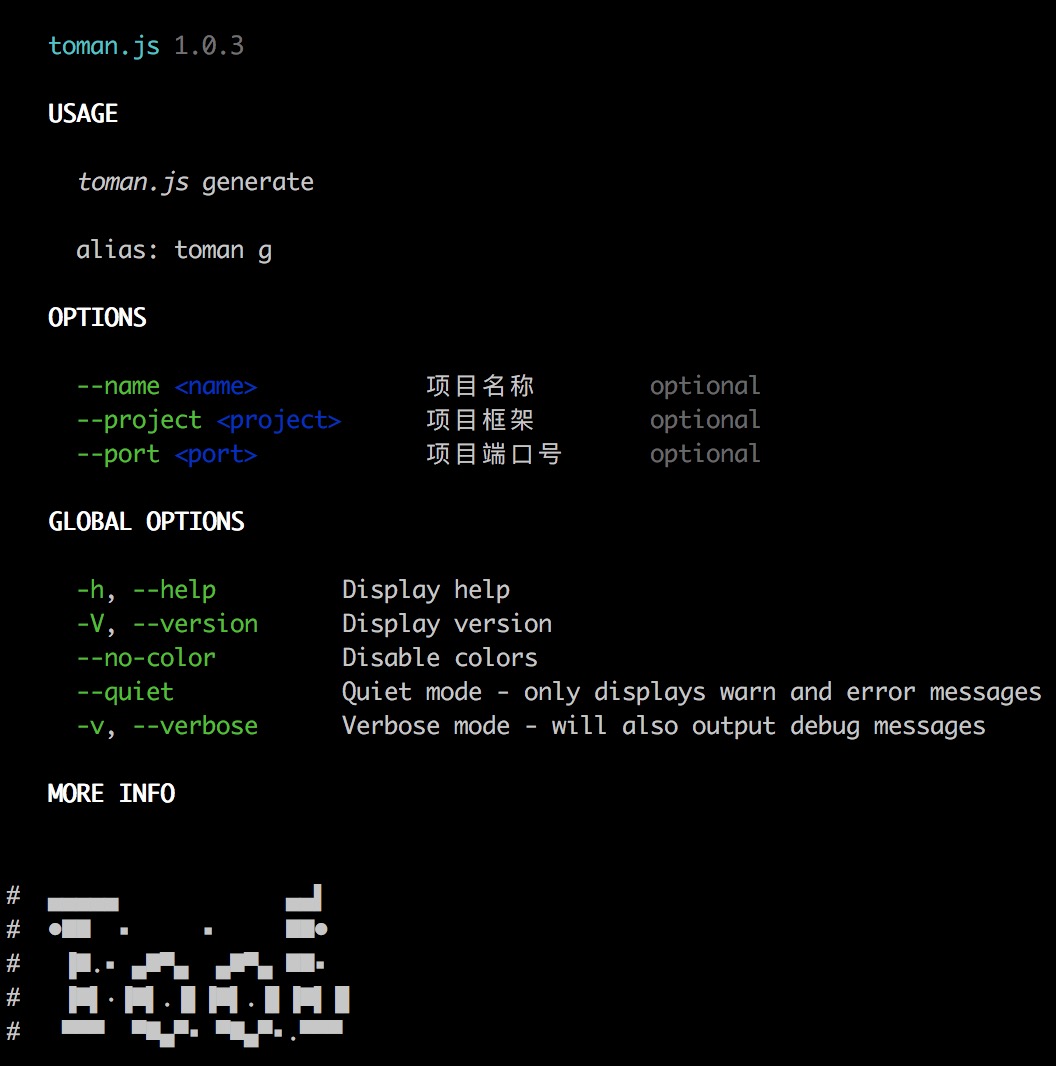 toman.js 1.0.3
USAGE
toman.js generate
alias: toman g
OPTIONS
--name <name> 项目名称 optional
--project <project> 项目框架 optional
--port <port> 项目端口号 optional
GLOBAL OPTIONS
-h, --help Display help
-V, --version Display version
--no-color Disable colors
--quiet Quiet mode - only displays warn and error messages
-v, --verbose Verbose mode - will also output debug messages
MORE INFO
#
#
#
#
#